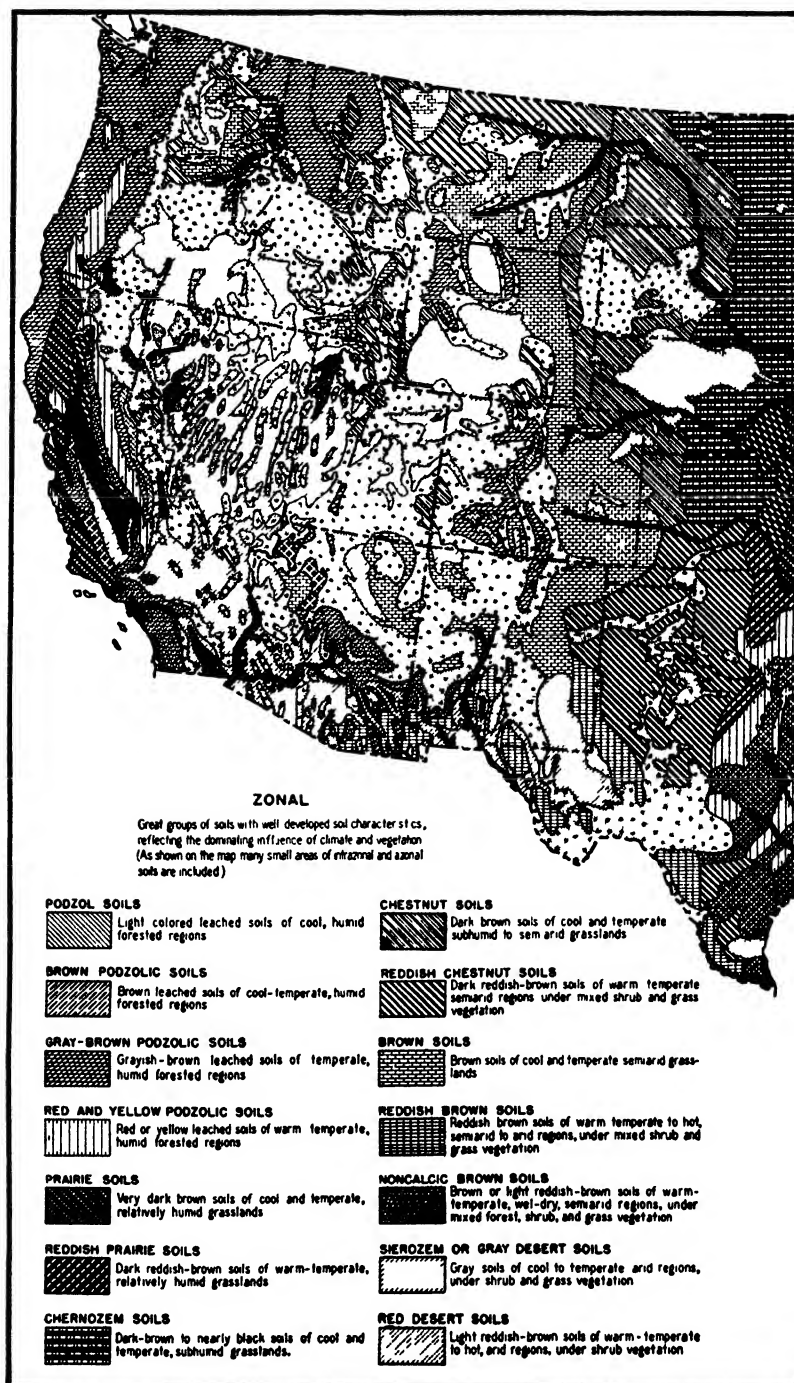 ZONAL
Great groups of soils with well developed soil character st cs,
reflecting the dominating influence of climate and vegetation
(As shown on the map many small areas of intrazonal and azonal
soils are included)
PODZOL SOILS
Light colored leached soils of cool, humid
forested regions
BROWN PODZOLIC SOILS
Brown leached soils of cool-temperate, humid
forested regions
GRAY-BROWN PODZOLIC SOILS
Grayish-brown leached soils of temperate,
humid forested regions
RED AND YELLOW PODZOLIC SOILS
Red or yellow leached soils of warm temperate,
humid forested regions
PRAIRIE SOILS
Very dark brown soils of cool and temperate,
relatively humid grasslands
REDDISH PRAIRIE SOILS
Dark reddish-brown soils of warm-temperate,
relatively humid grasslands
CHERNOZEM SOILS
Dark-brown to nearly black soils of cool and
temperate, subhumid grasslands.
CHESTNUT SOILS
Dark brown soils of cool and temperate
subhumid to sem arid grasslands
REDDISH CHESTNUT SOILS
Dark reddish-brown soils of warm temperate
semiarid regions under mixed shrub and grass
vegetation
BROWN SOILS
Brown soils of cool and temperate semiarid grass-
lands
REDDISH BROWN SOILS
Reddish brown soils of warm temperate to hot,
semiarid to arid regions, under mixed shrub and
grass vegetation
NONCALCIC BROWN SOILS
Brown or light reddish-brown soils of warm-
temperate, wet-dry, semiarid regions, under
mixed forest, shrub, and grass vegetation
SIEROZEM OR GRAY DESERT SOILS
Gray soils of cool to temperate arid regions,
under shrub and grass vegetation
RED DESERT SOILS
Light reddish-brown soils of warm-temperate
to hot, arid regions, under shrub vegetation